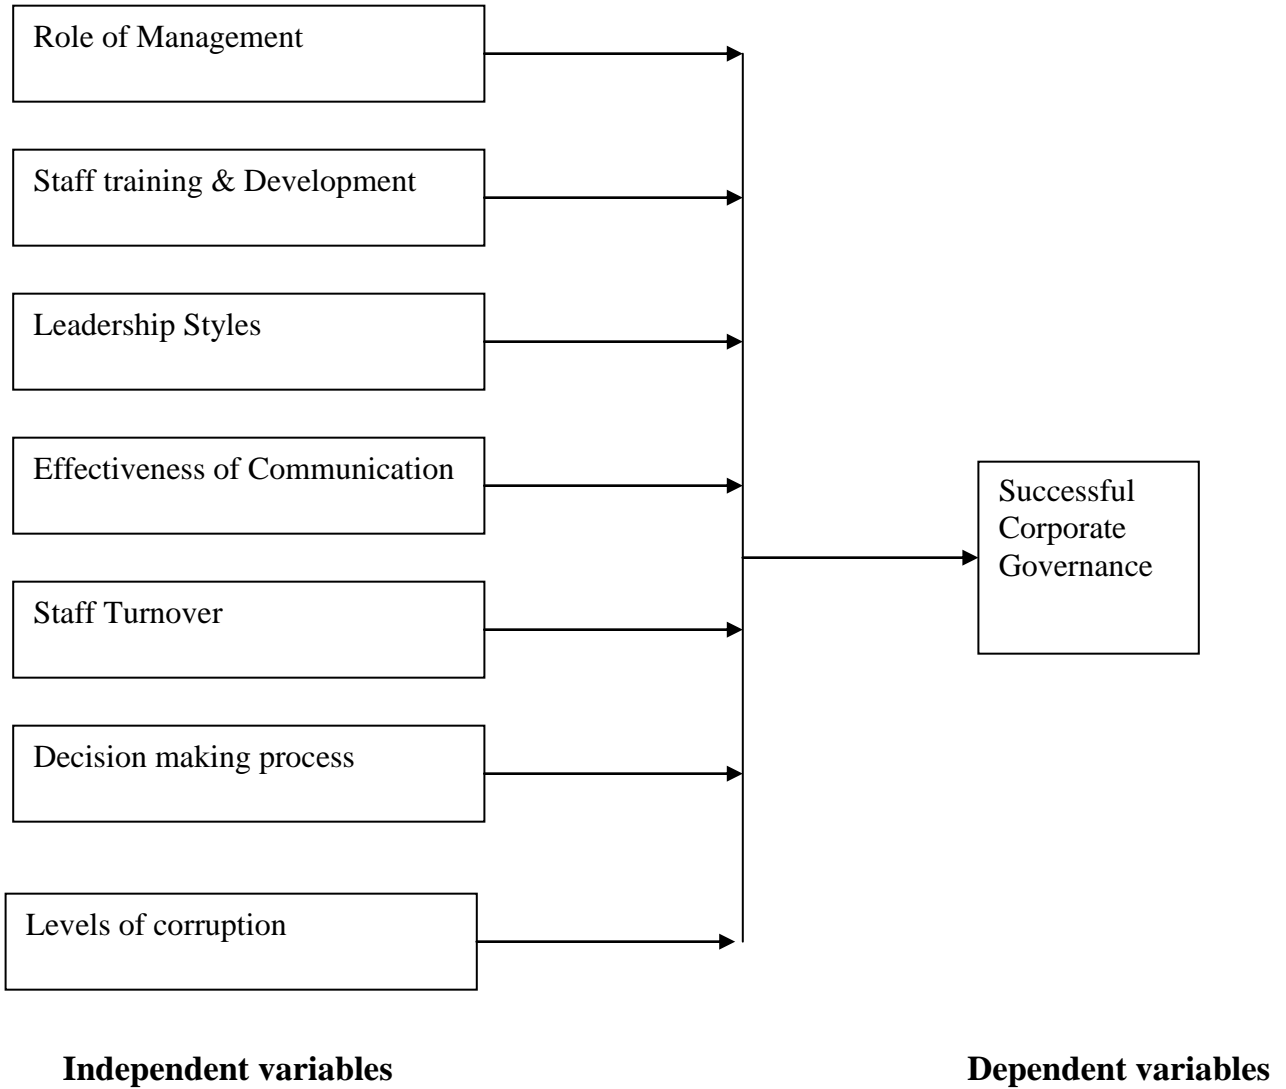 Role of Management
Staff training & Development
Leadership Styles
Effectiveness of Communication
Staff Turnover
Decision making process
Levels of corruption
Successful
Corporate
Governance
Independent variables
Dependent variables